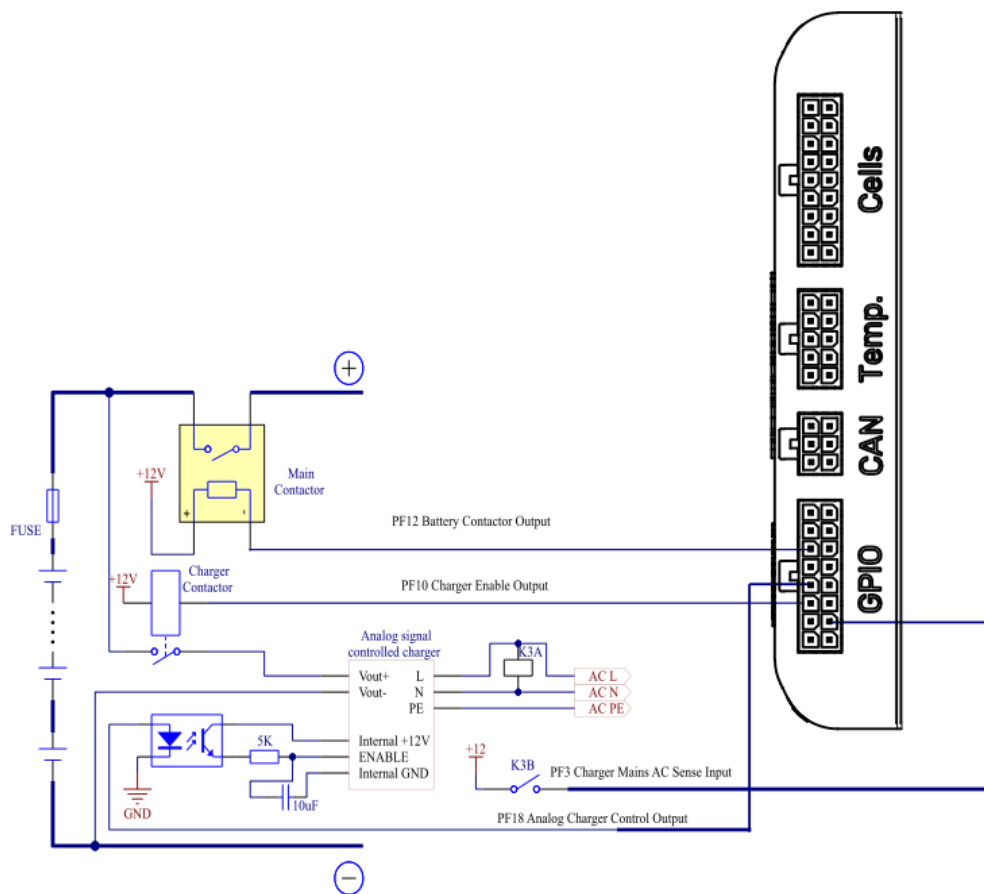 Cells
Temp.
CAN
GPIO
+
+12V
Main
Contactor
+
-
FUSE
PF12 Battery Contactor Output
+12V
Charger
Contactor
PF10 Charger Enable Output
Analog signal
controlled charger
K3A
Vout+
L
AC L
Vout-
N
AC N
PE
AC PE
Internal +12V
5K
ENABLE
Internal GND
10uF
GND
+12
K3B
PF3 Charger Mains AC Sense Input
PF18 Analog Charger Control Output
−